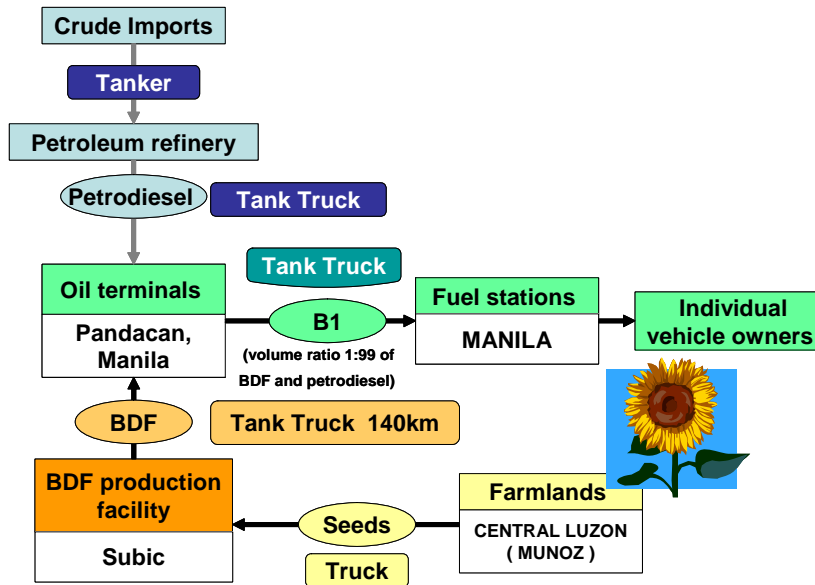 Crude Imports
Tanker
Petroleum refinery
Petrodiesel
Tank Truck
Tank Truck
Oil terminals
Pandacan,
Manila
B1
(volume ratio 1:99 of
BDF and petrodiesel)
Fuel stations
MANILA
Individual
vehicle owners
BDF
Tank Truck 140km
BDF production
facility
Subic
Seeds
Truck
Farmlands
CENTRAL LUZON
( MUNOZ )